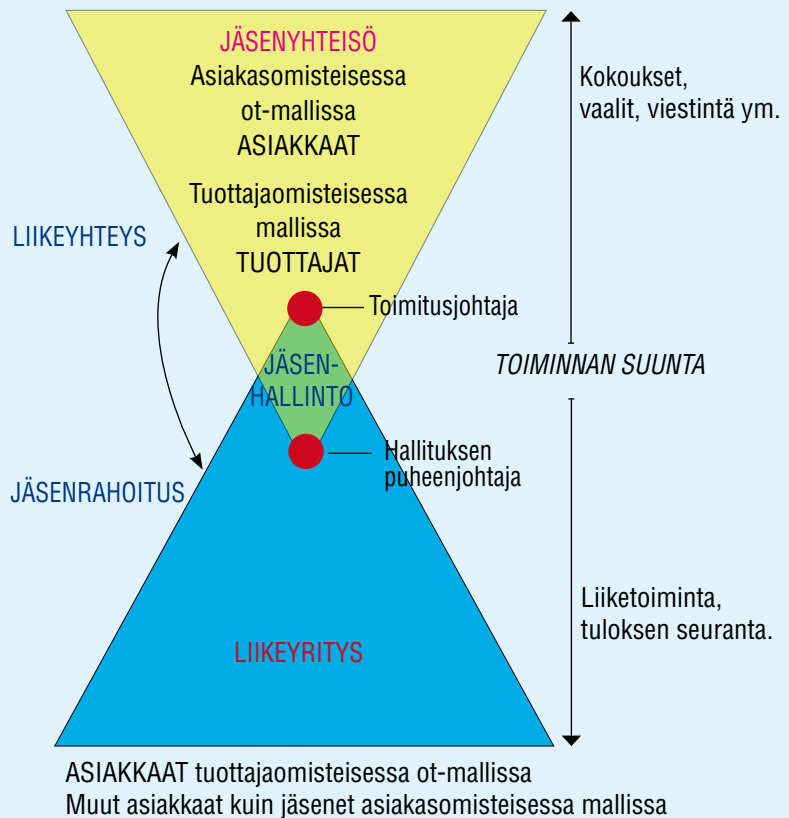 JÄSENYHTEISÖ
Asiakasomisteisessa
ot-mallissa
ASIAKKAAT
Tuottajaomisteisessa
mallissa
TUOTTAJAT
Kokoukset,
vaalit, viestintä ym.
LIIKEYHTEYS
Toimitusjohtaja
JÄSEN-
HALLINTO
TOIMINNAN SUUNTA
Hallituksen
puheenjohtaja
JÄSENRAHOITUS
Liiketoiminta,
tuloksen seuranta.
LIIKEYRITYS
ASIAKKAAT tuottajaomisteisessa ot-mallissa
Muut asiakkaat kuin jäsenet asiakasomisteisessa mallissa